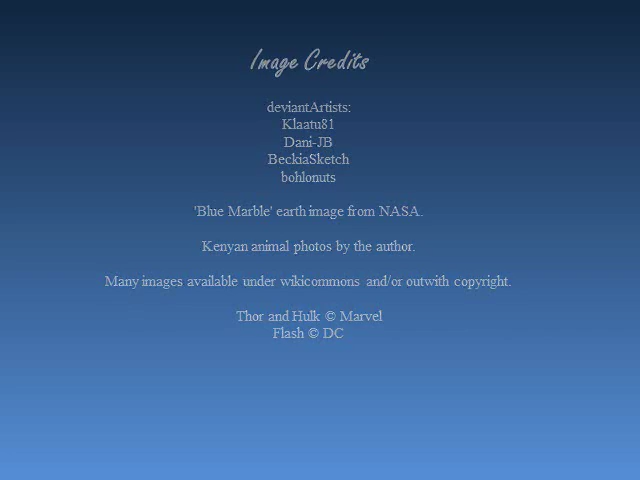 Image Credits
deviantArtists:
Klaatu81
Dani-JB
BeckiaSketch
bohlonuts
'Blue Marble' earth image from NASA.
Kenyan animal photos by the author.
Many images available under wikicommons and/or outwith copyright.
Thor and Hulk © Marvel
Flash © DC